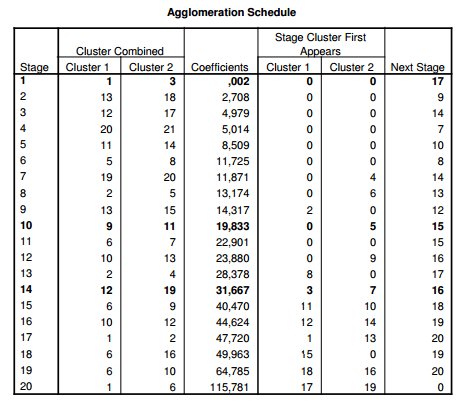 Agglomeration Schedule
Stage Cluster First
Cluster Combined Appears
Stage Cluster 1 Cluster 2 Coefficients Cluster 1 Cluster 2 Next Stage
1 1 3 ,002 0 0 17
2 13 18 2,708 0 0 9
3 12 17 4,979 0 0 14
4 20 21 5,014 0 0 7
5 11 14 8,509 0 0 10
6 5 8 11,725 0 0 8
7 19 20 11,871 0 4 14
8 2 5 13,174 0 6 13
9 13 15 14,317 2 0 12
10 9 11 19,833 0 5 15
11 6 7 22,901 0 0 15
12 10 13 23,880 0 9 16
13 2 4 28,378 8 0 17
14 12 19 31,667 3 7 16
15 6 9 40,470 11 10 18
16 10 12 44,624 12 14 19
17 1 2 47,720 1 13 20
18 6 16 49,963 15 0 19
19 6 10 64,785 18 16 20
20 1 6 115,781 17 19 0